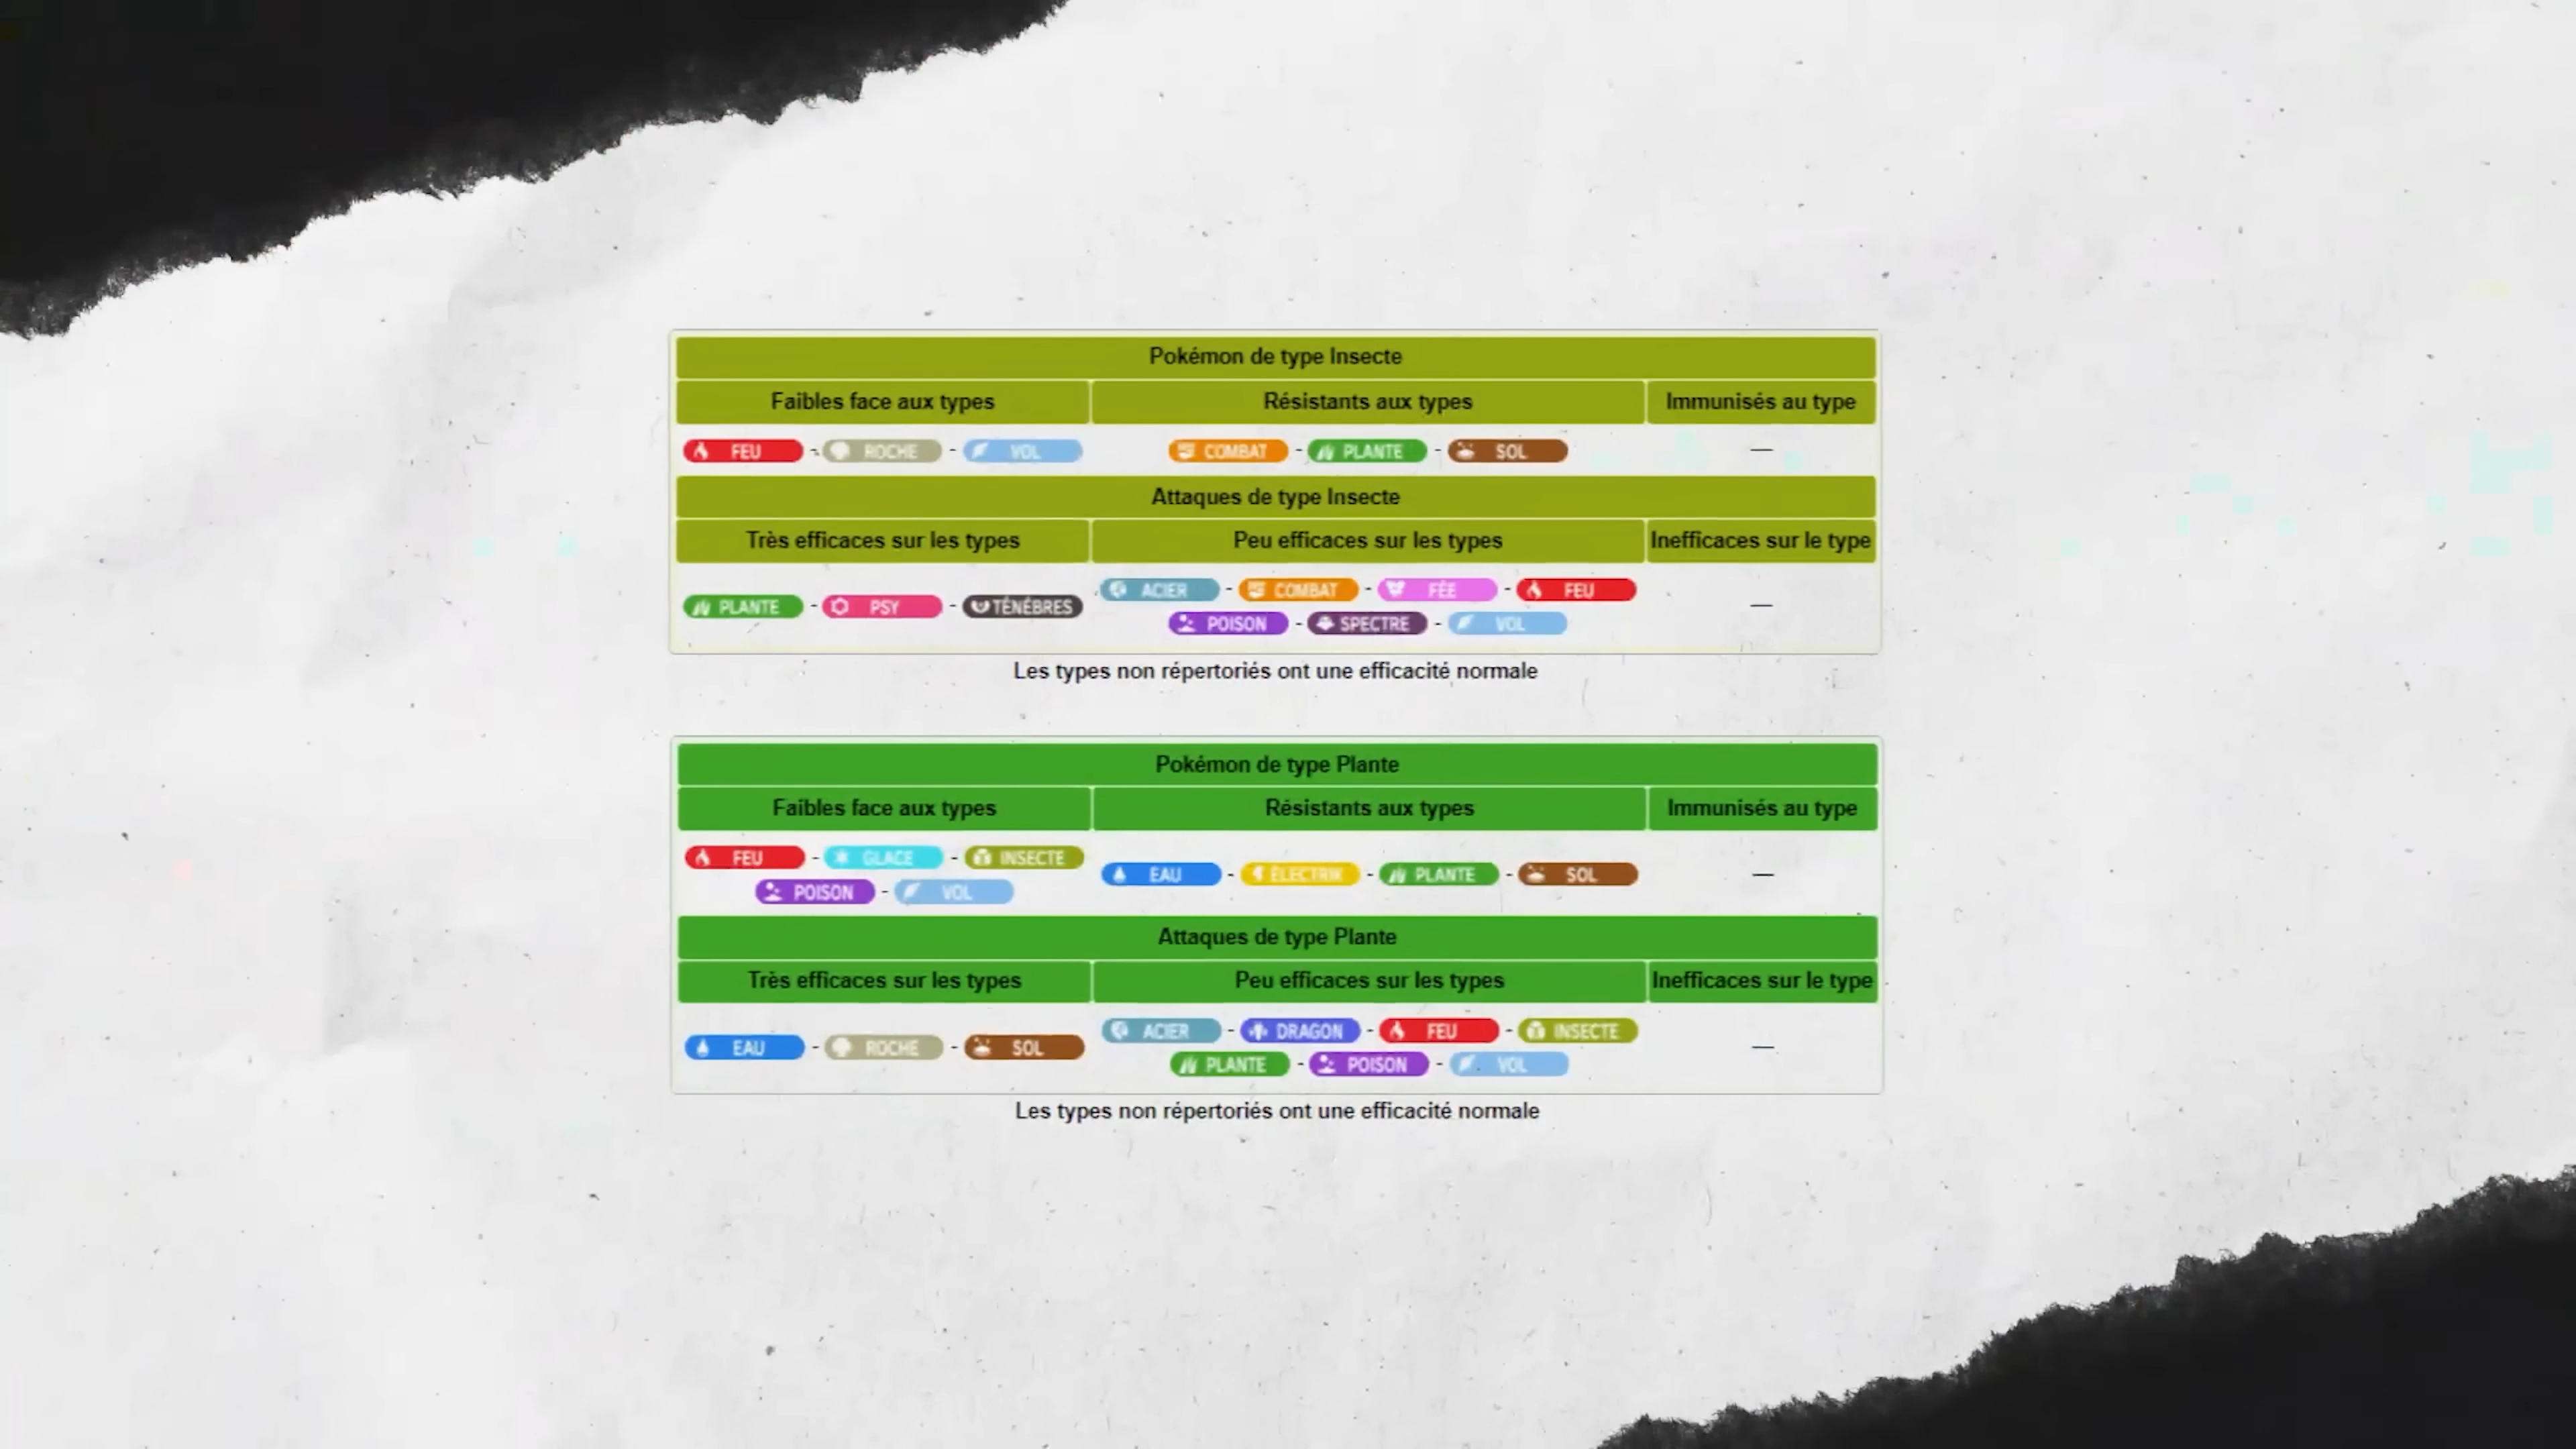 Pokémon de type Insecte
Faibles face aux types Résistants aux types Immunisés au type
FEU - ROCHE - VOL COMBAT - PLANTE - SOL —
Attaques de type Insecte
Très efficaces sur les types Peu efficaces sur les types Inefficaces sur le type
PLANTE - PSY - TÉNÈBRES ACIER - COMBAT - FÉE - FEU —
POISON - SPECTRE - VOL
Les types non répertoriés ont une efficacité normale
Pokémon de type Plante
Faibles face aux types Résistants aux types Immunisés au type
FEU - GLACE - INSECTE EAU - ÉLECTRIK - PLANTE - SOL —
POISON - VOL
Attaques de type Plante
Très efficaces sur les types Peu efficaces sur les types Inefficaces sur le type
EAU - ROCHE - SOL ACIER - DRAGON - FEU - INSECTE —
PLANTE - POISON - VOL
Les types non répertoriés ont une efficacité normale